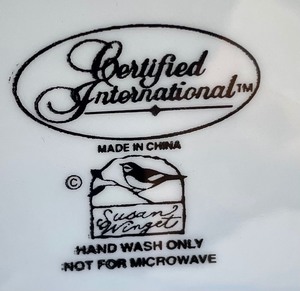 Certified
International™
MADE IN CHINA
©
Susan
Winget
HAND WASH ONLY
NOT FOR MICROWAVE